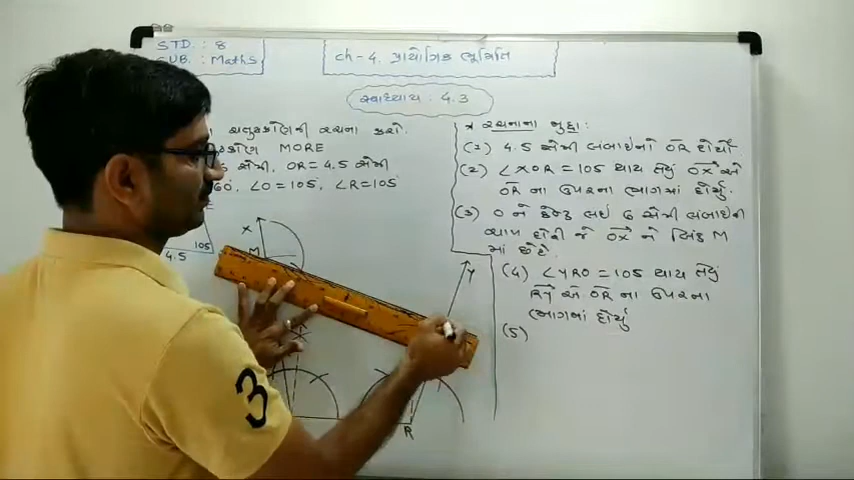 STD. : 8
SUB. : Maths
ch-4. પ્રાયોગિક ભૂમિતિ
સ્વાધ્યાય : 4.3
ચતુષ્કોણની રચના કરો.
MORE
સેમી, OR = 4.5 સેમી
60°, ∠O = 105°, ∠R = 105°
105
4.5
X
M
Y
R
* રચનાના મુદ્દા :
(1) 4.5 સેમી લંબાઈનો OR દોર્યો
(2) ∠XOR = 105 થાય તેવું OX એ
OR ના ઉપરના ભાગમાં દોર્યું.
(3) O ને કેન્દ્ર લઇ 6 સેમી લંબાઈની
ચાપ દોરી જે OX ને બિંદુ M
માં છેદે.
(4) ∠YRO = 105 થાય તેવું
RY એ OR ના ઉપરના
ભાગમાં દોર્યું
(5)
3